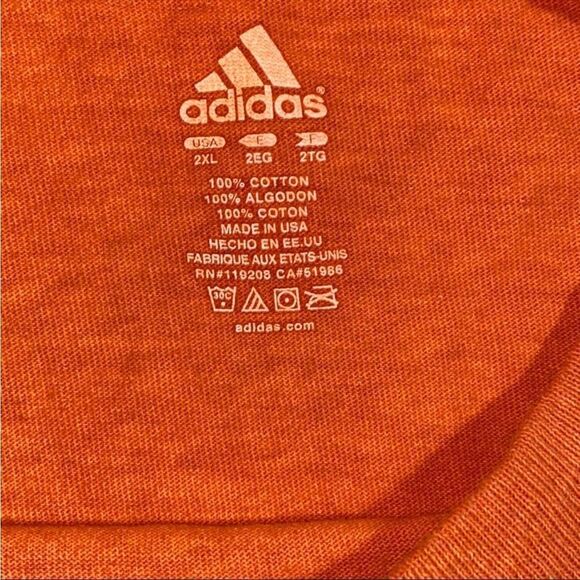 adidas®
USA E F
2XL 2EG 2TG
100% COTTON
100% ALGODON
100% COTON
MADE IN USA
HECHO EN EE.UU
FABRIQUE AUX ETATS-UNIS
RN#119208 CA#51986
30C
adidas.com